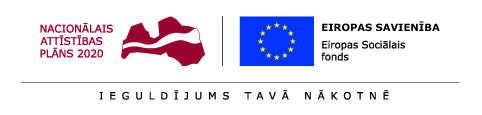 NACIONĀLAIS
ATTĪSTĪBAS
PLĀNS 2020
EIROPAS SAVIENĪBA
Eiropas Sociālais
fonds
IEGULDĪJUMS TAVĀ NĀKOTNĒ